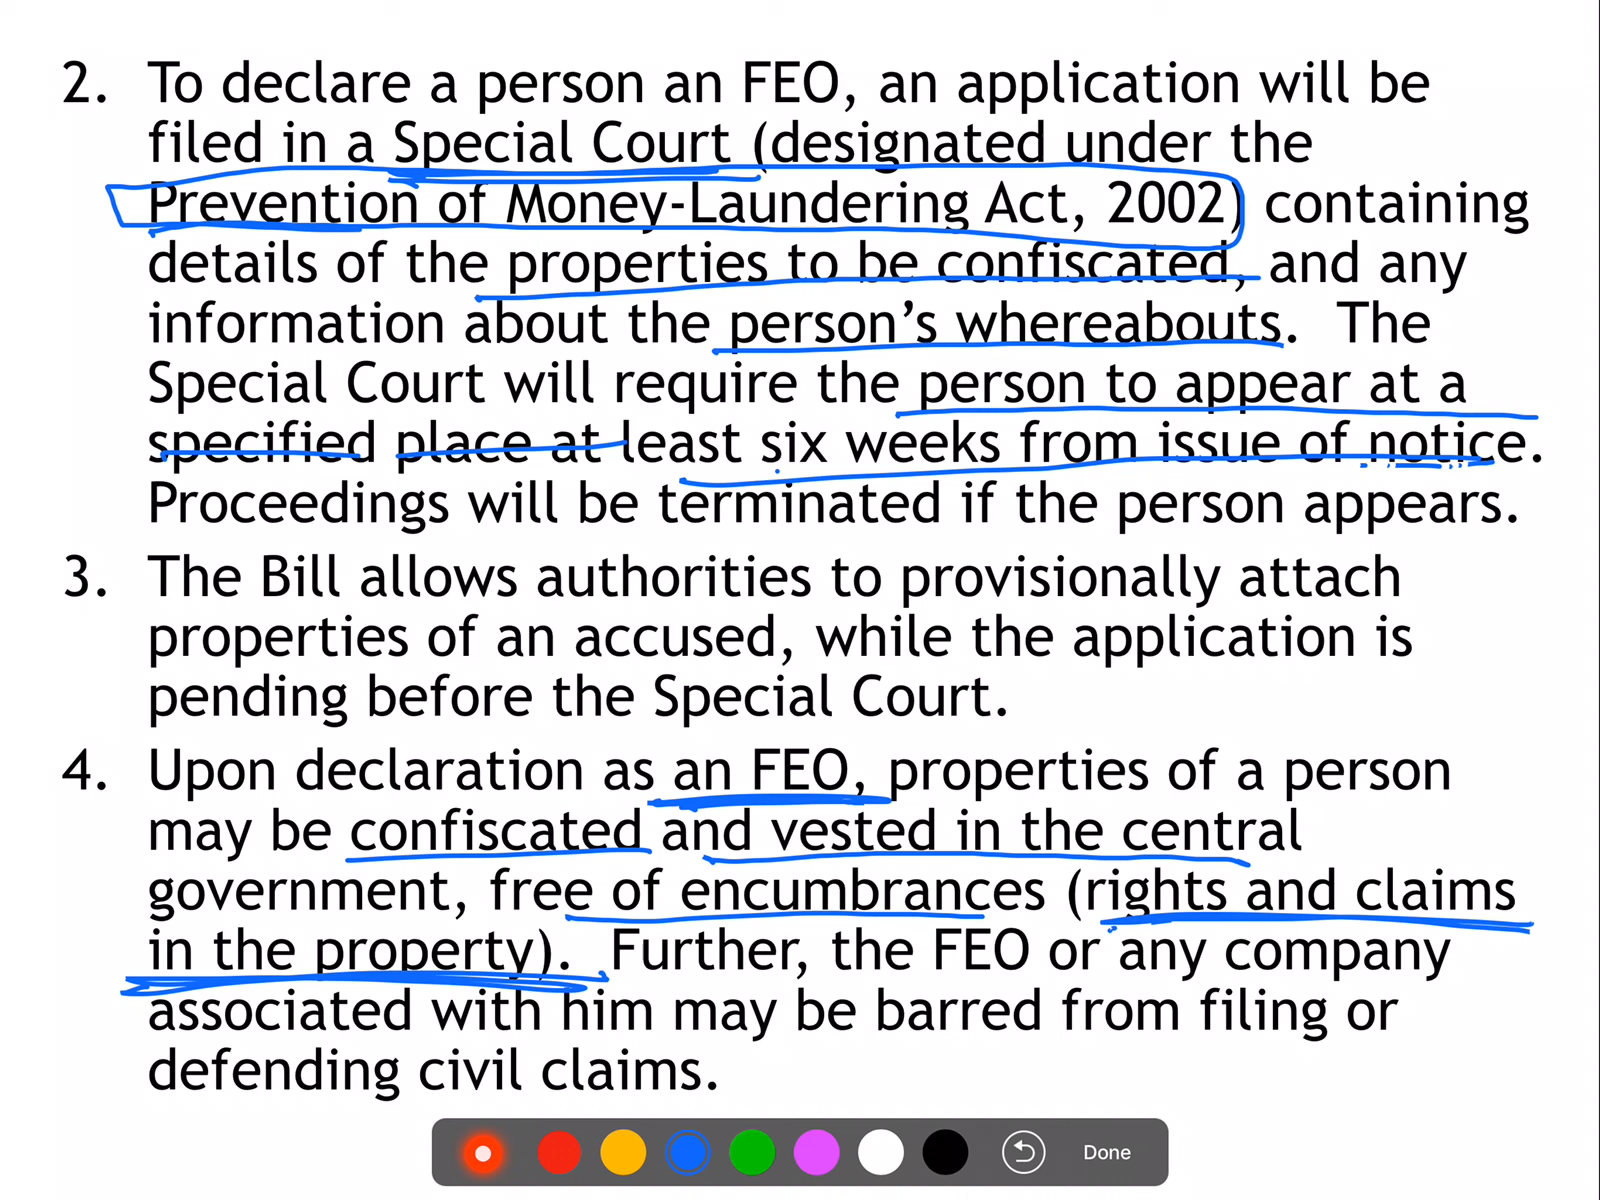 2. To declare a person an FEO, an application will be
filed in a Special Court (designated under the
Prevention of Money-Laundering Act, 2002) containing
details of the properties to be confiscated, and any
information about the person’s whereabouts.  The
Special Court will require the person to appear at a
specified place at least six weeks from issue of notice.
Proceedings will be terminated if the person appears.
3. The Bill allows authorities to provisionally attach
properties of an accused, while the application is
pending before the Special Court.
4. Upon declaration as an FEO, properties of a person
may be confiscated and vested in the central
government, free of encumbrances (rights and claims
in the property).  Further, the FEO or any company
associated with him may be barred from filing or
defending civil claims.
Done